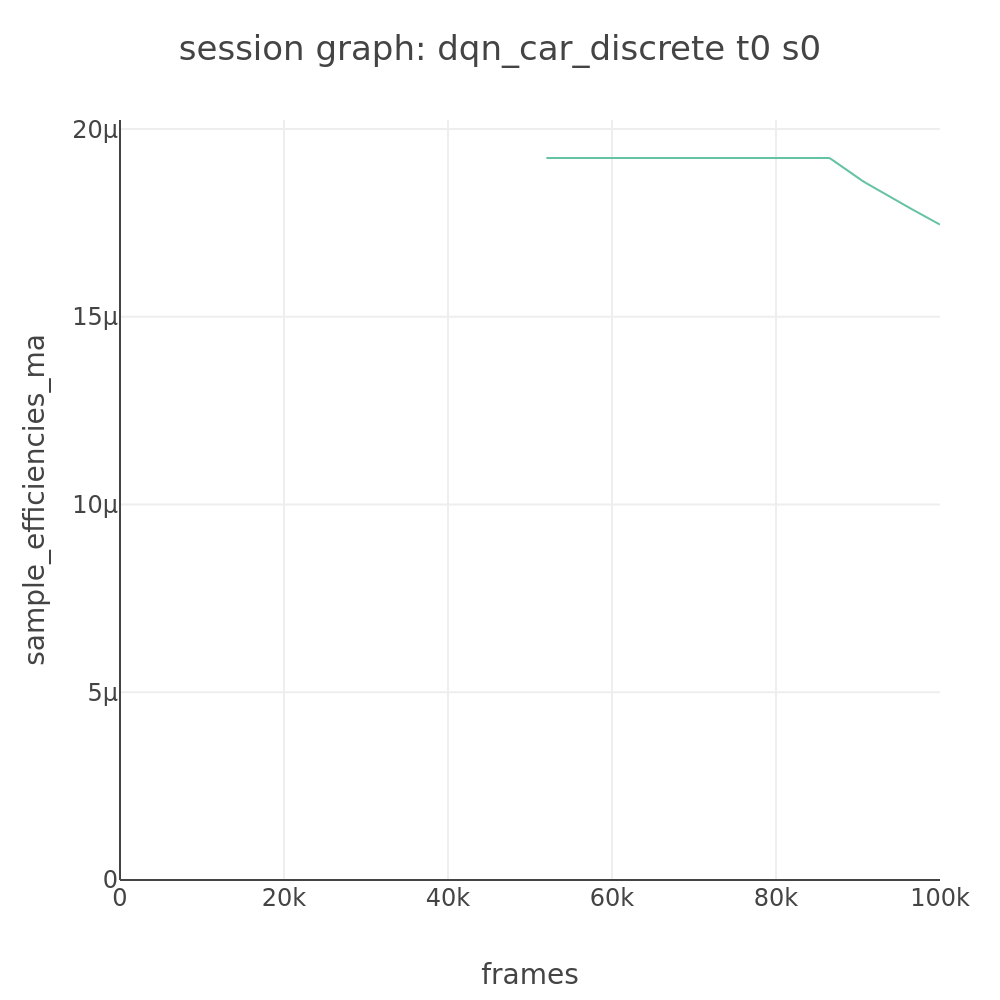 session graph: dqn_car_discrete t0 s0
sample_efficiencies_ma
20μ
15μ
10μ
5μ
0
0 20k 40k 60k 80k 100k
frames